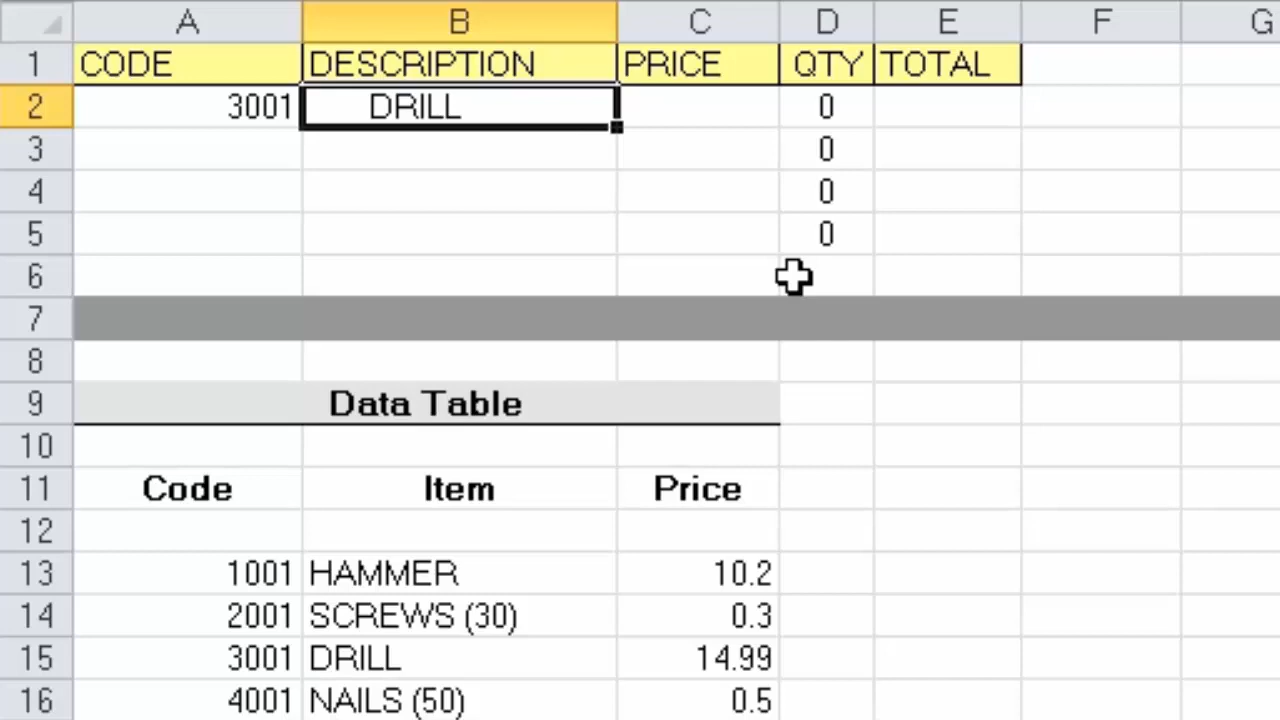 A B C D E F G
1 CODE DESCRIPTION PRICE QTY TOTAL
2 3001 DRILL 0
3 0
4 0
5 0
6
7
8
9 Data Table
10
11 Code Item Price
12
13 1001 HAMMER 10.2
14 2001 SCREWS (30) 0.3
15 3001 DRILL 14.99
16 4001 NAILS (50) 0.5